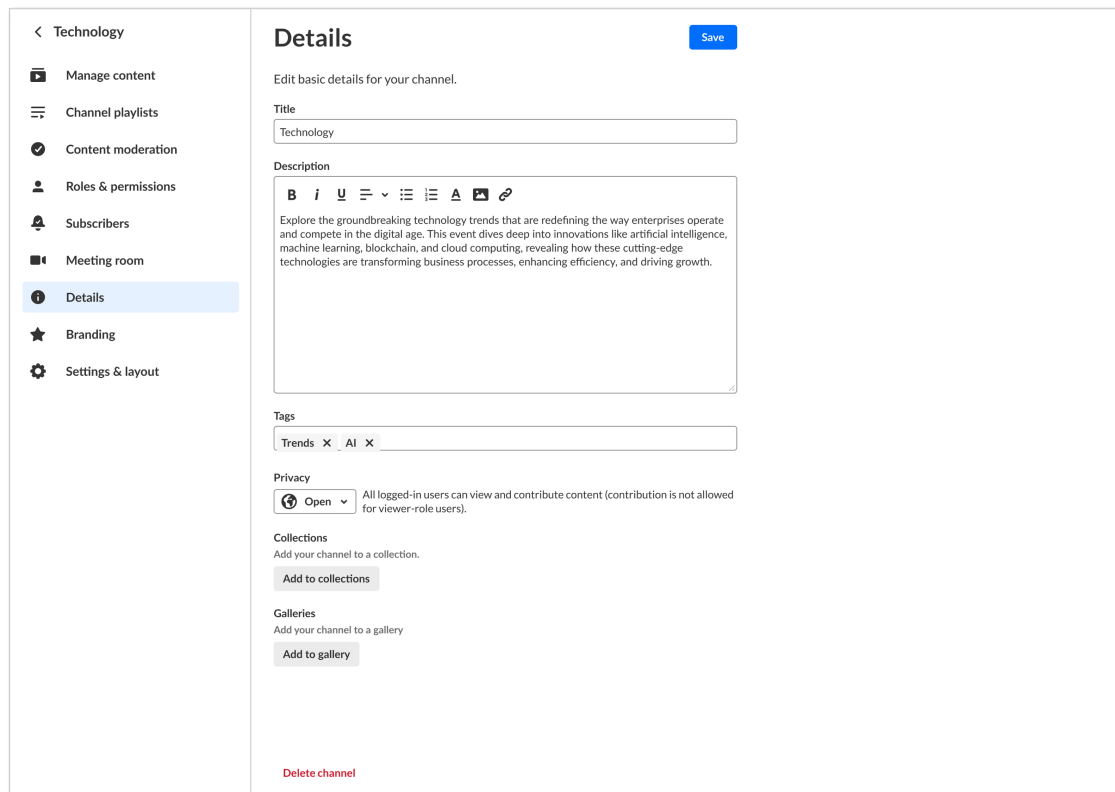 Technology
Manage content
Channel playlists
Content moderation
Roles & permissions
Subscribers
Meeting room
Details
Branding
Settings & layout
Details
Save
Edit basic details for your channel.
Title
Technology
Description
B i U A
Explore the groundbreaking technology trends that are redefining the way enterprises operate
and compete in the digital age. This event dives deep into innovations like artificial intelligence,
machine learning, blockchain, and cloud computing, revealing how these cutting-edge
technologies are transforming business processes, enhancing efficiency, and driving growth.
Tags
Trends AI
Privacy
Open
All logged-in users can view and contribute content (contribution is not allowed
for viewer-role users).
Collections
Add your channel to a collection.
Add to collections
Galleries
Add your channel to a gallery
Add to gallery
Delete channel